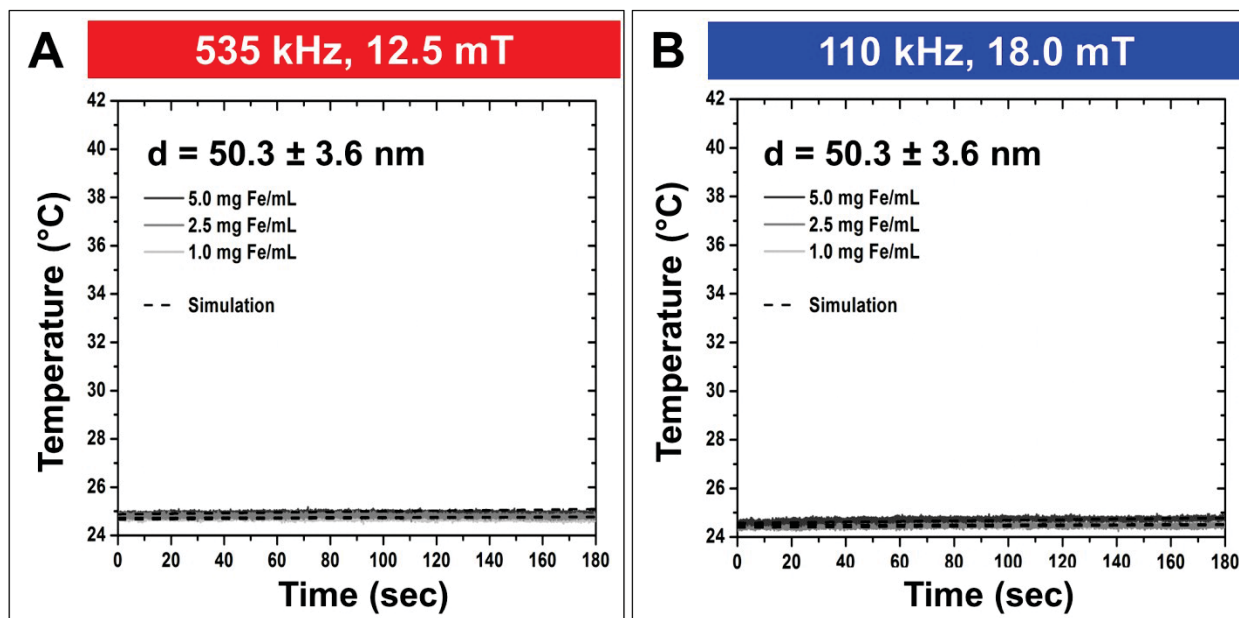 A
535 kHz, 12.5 mT
42
40
38
36
34
32
30
28
26
24
Temperature (°C)
d = 50.3 ± 3.6 nm
5.0 mg Fe/mL
2.5 mg Fe/mL
1.0 mg Fe/mL
Simulation
0 20 40 60 80 100 120 140 160 180
Time (sec)
B
110 kHz, 18.0 mT
42
40
38
36
34
32
30
28
26
24
Temperature (°C)
d = 50.3 ± 3.6 nm
5.0 mg Fe/mL
2.5 mg Fe/mL
1.0 mg Fe/mL
Simulation
0 20 40 60 80 100 120 140 160 180
Time (sec)